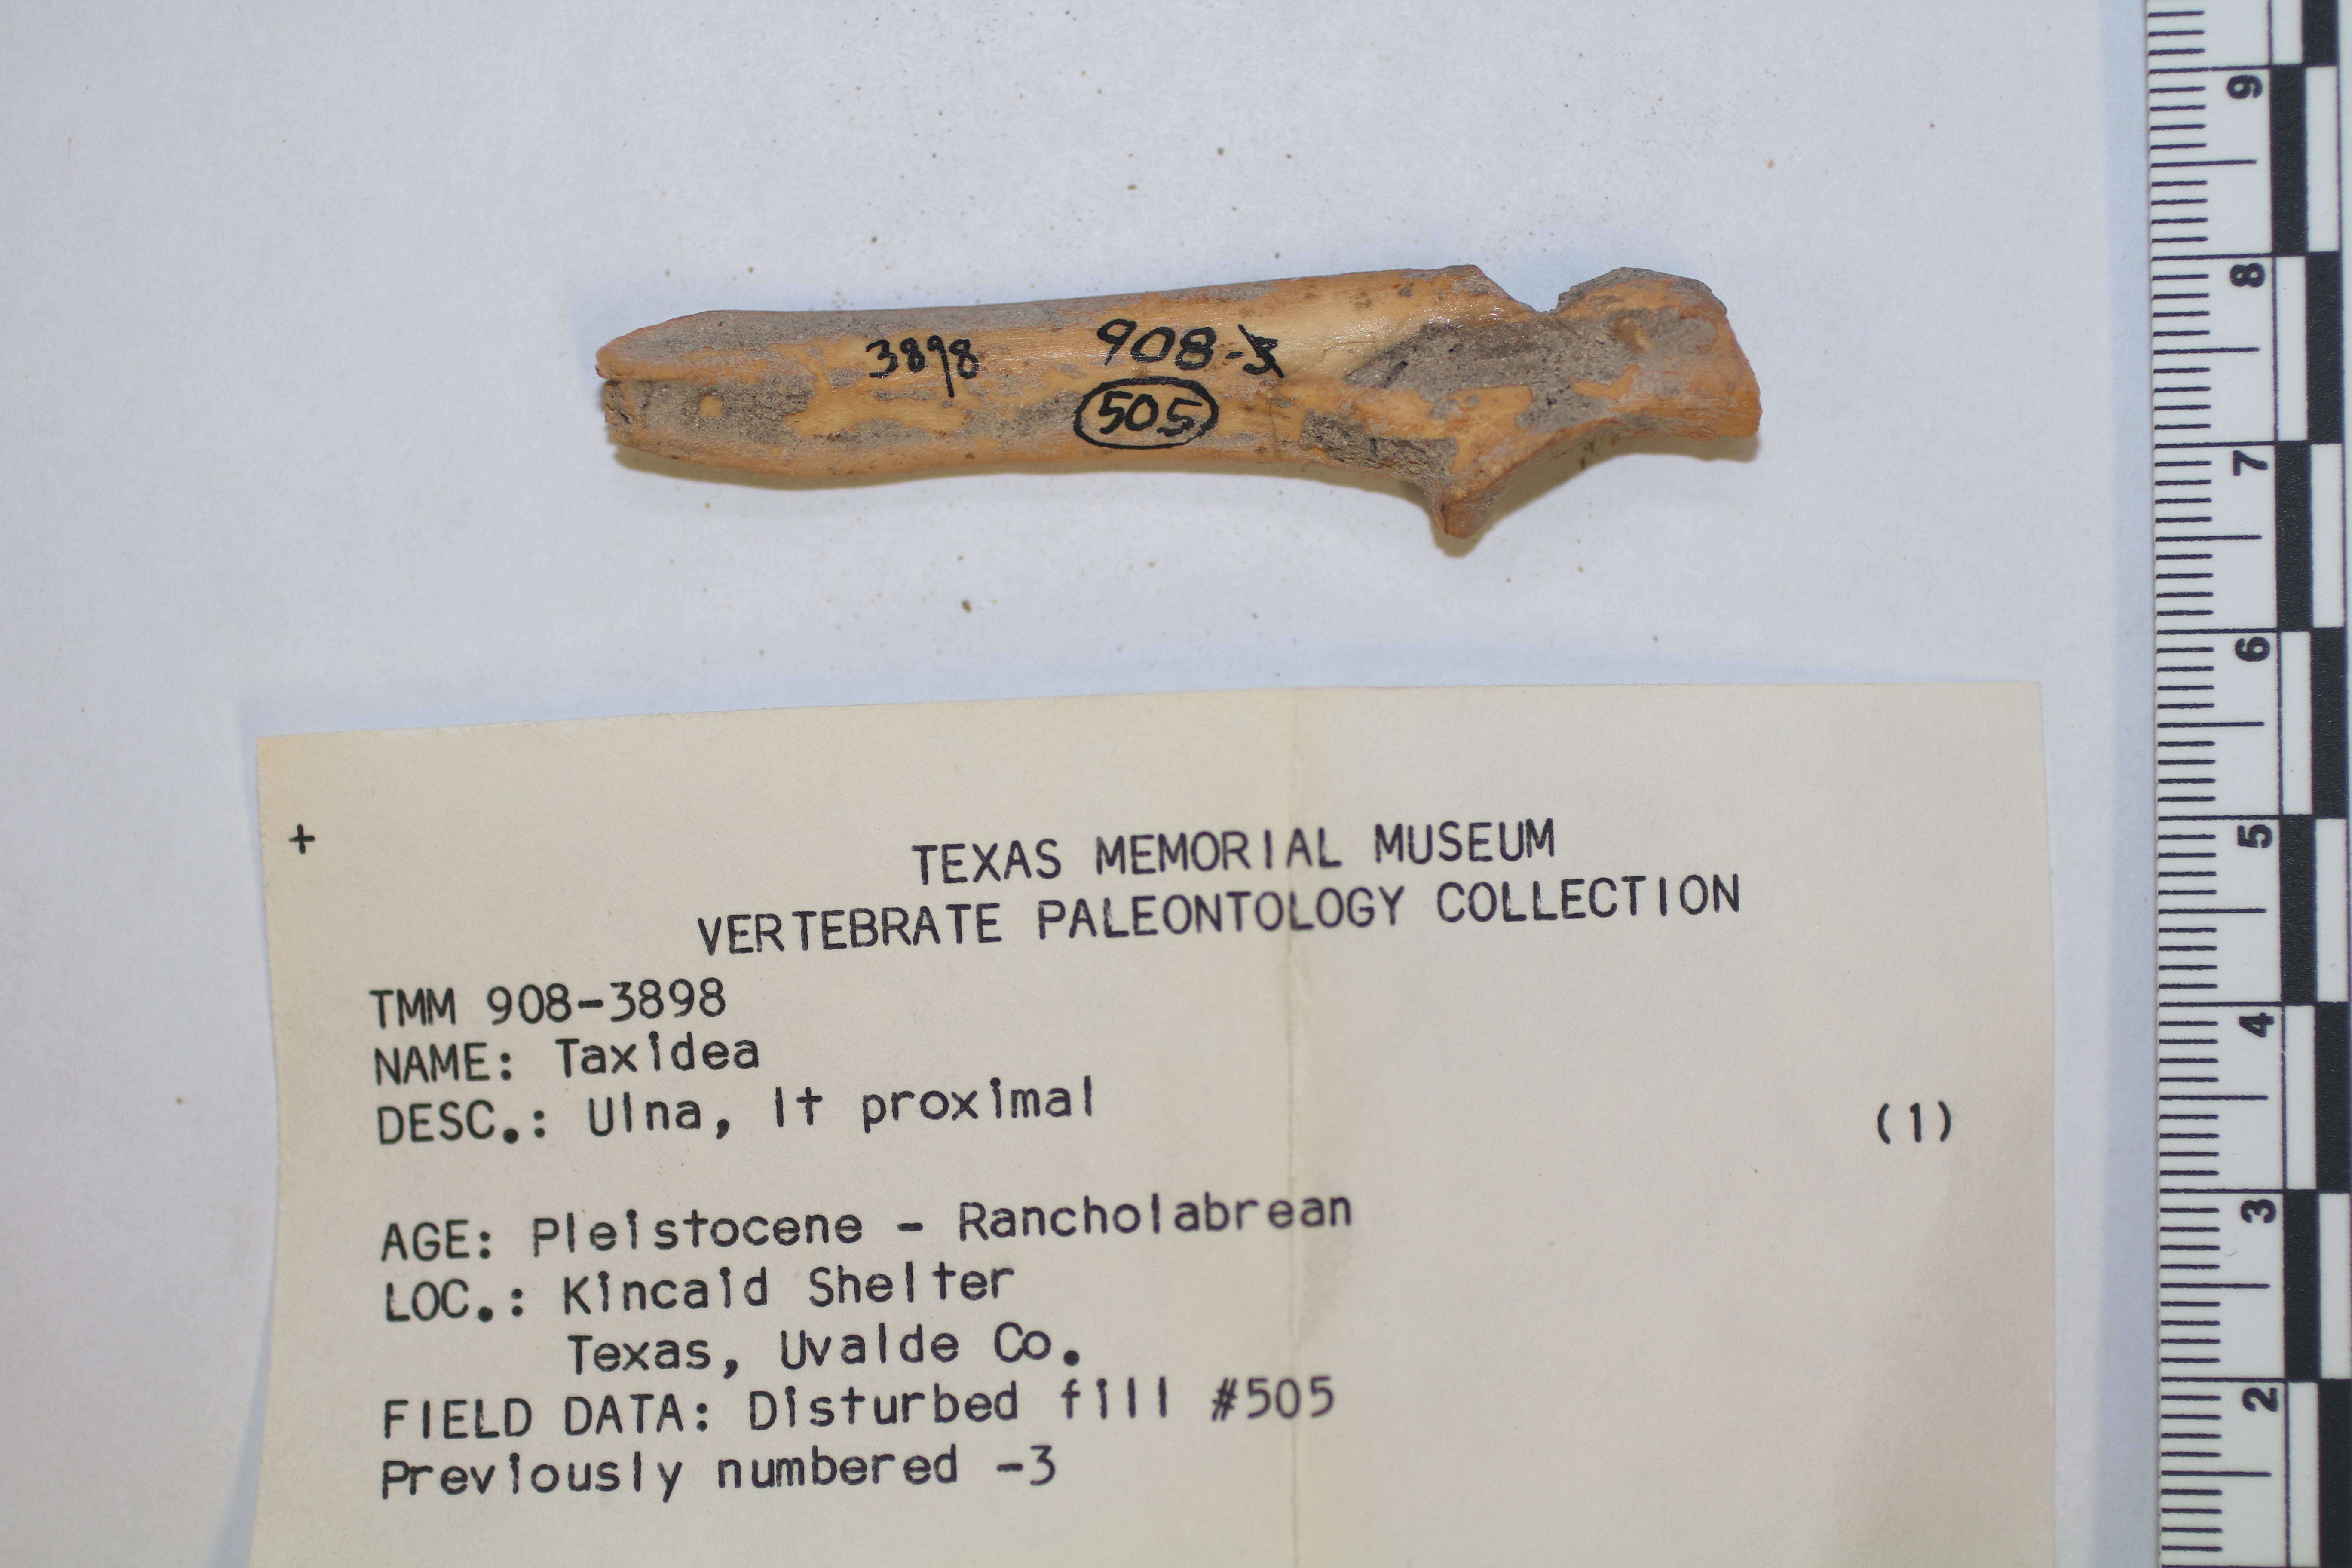 3898 908-3
505
9
8
7
6
5
4
3
2
+
TEXAS MEMORIAL MUSEUM
VERTEBRATE PALEONTOLOGY COLLECTION
TMM 908-3898
NAME: Taxidea
DESC.: Ulna, lt proximal (1)
AGE: Pleistocene - Rancholabrean
LOC.: Kincaid Shelter
Texas, Uvalde Co.
FIELD DATA: Disturbed fill #505
Previously numbered -3